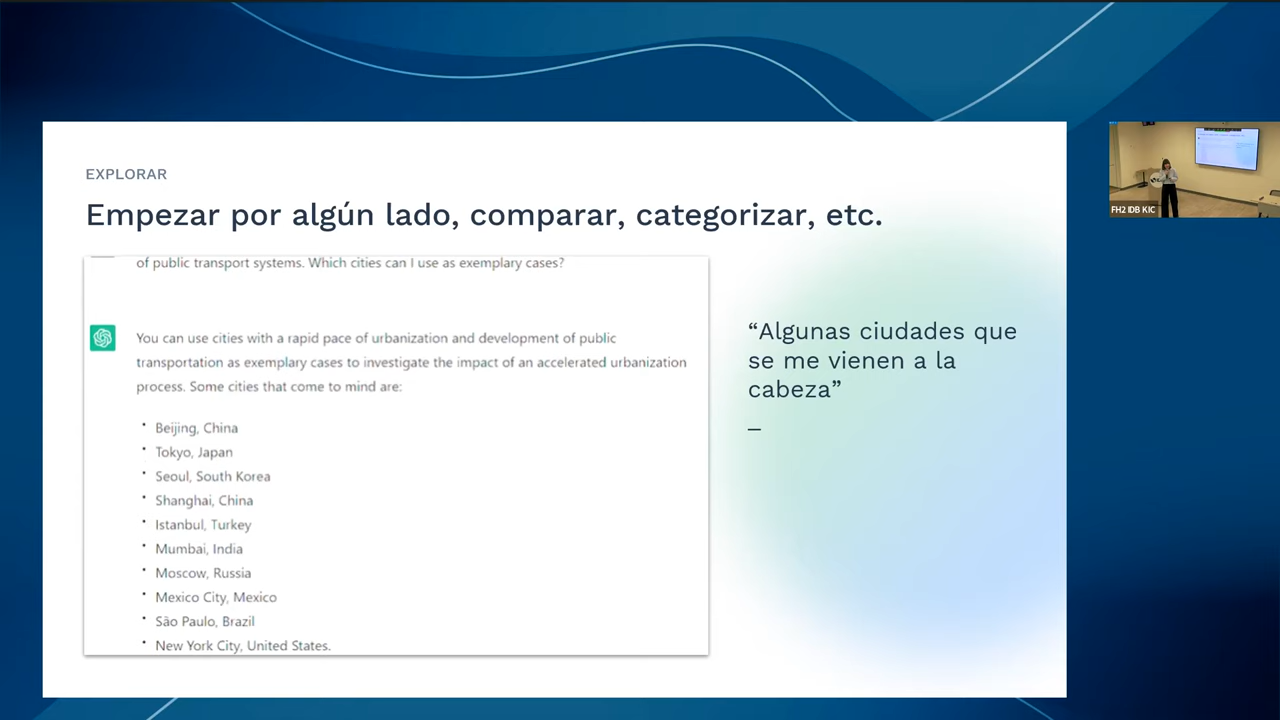 EXPLORAR
Empezar por algún lado, comparar, categorizar, etc.
of public transport systems. Which cities can I use as exemplary cases?
You can use cities with a rapid pace of urbanization and development of public
transportation as exemplary cases to investigate the impact of an accelerated urbanization
process. Some cities that come to mind are:
• Beijing, China
• Tokyo, Japan
• Seoul, South Korea
• Shanghai, China
• Istanbul, Turkey
• Mumbai, India
• Moscow, Russia
• Mexico City, Mexico
• São Paulo, Brazil
• New York City, United States.
“Algunas ciudades que
se me vienen a la
cabeza”
–
FH2 IDB KIC